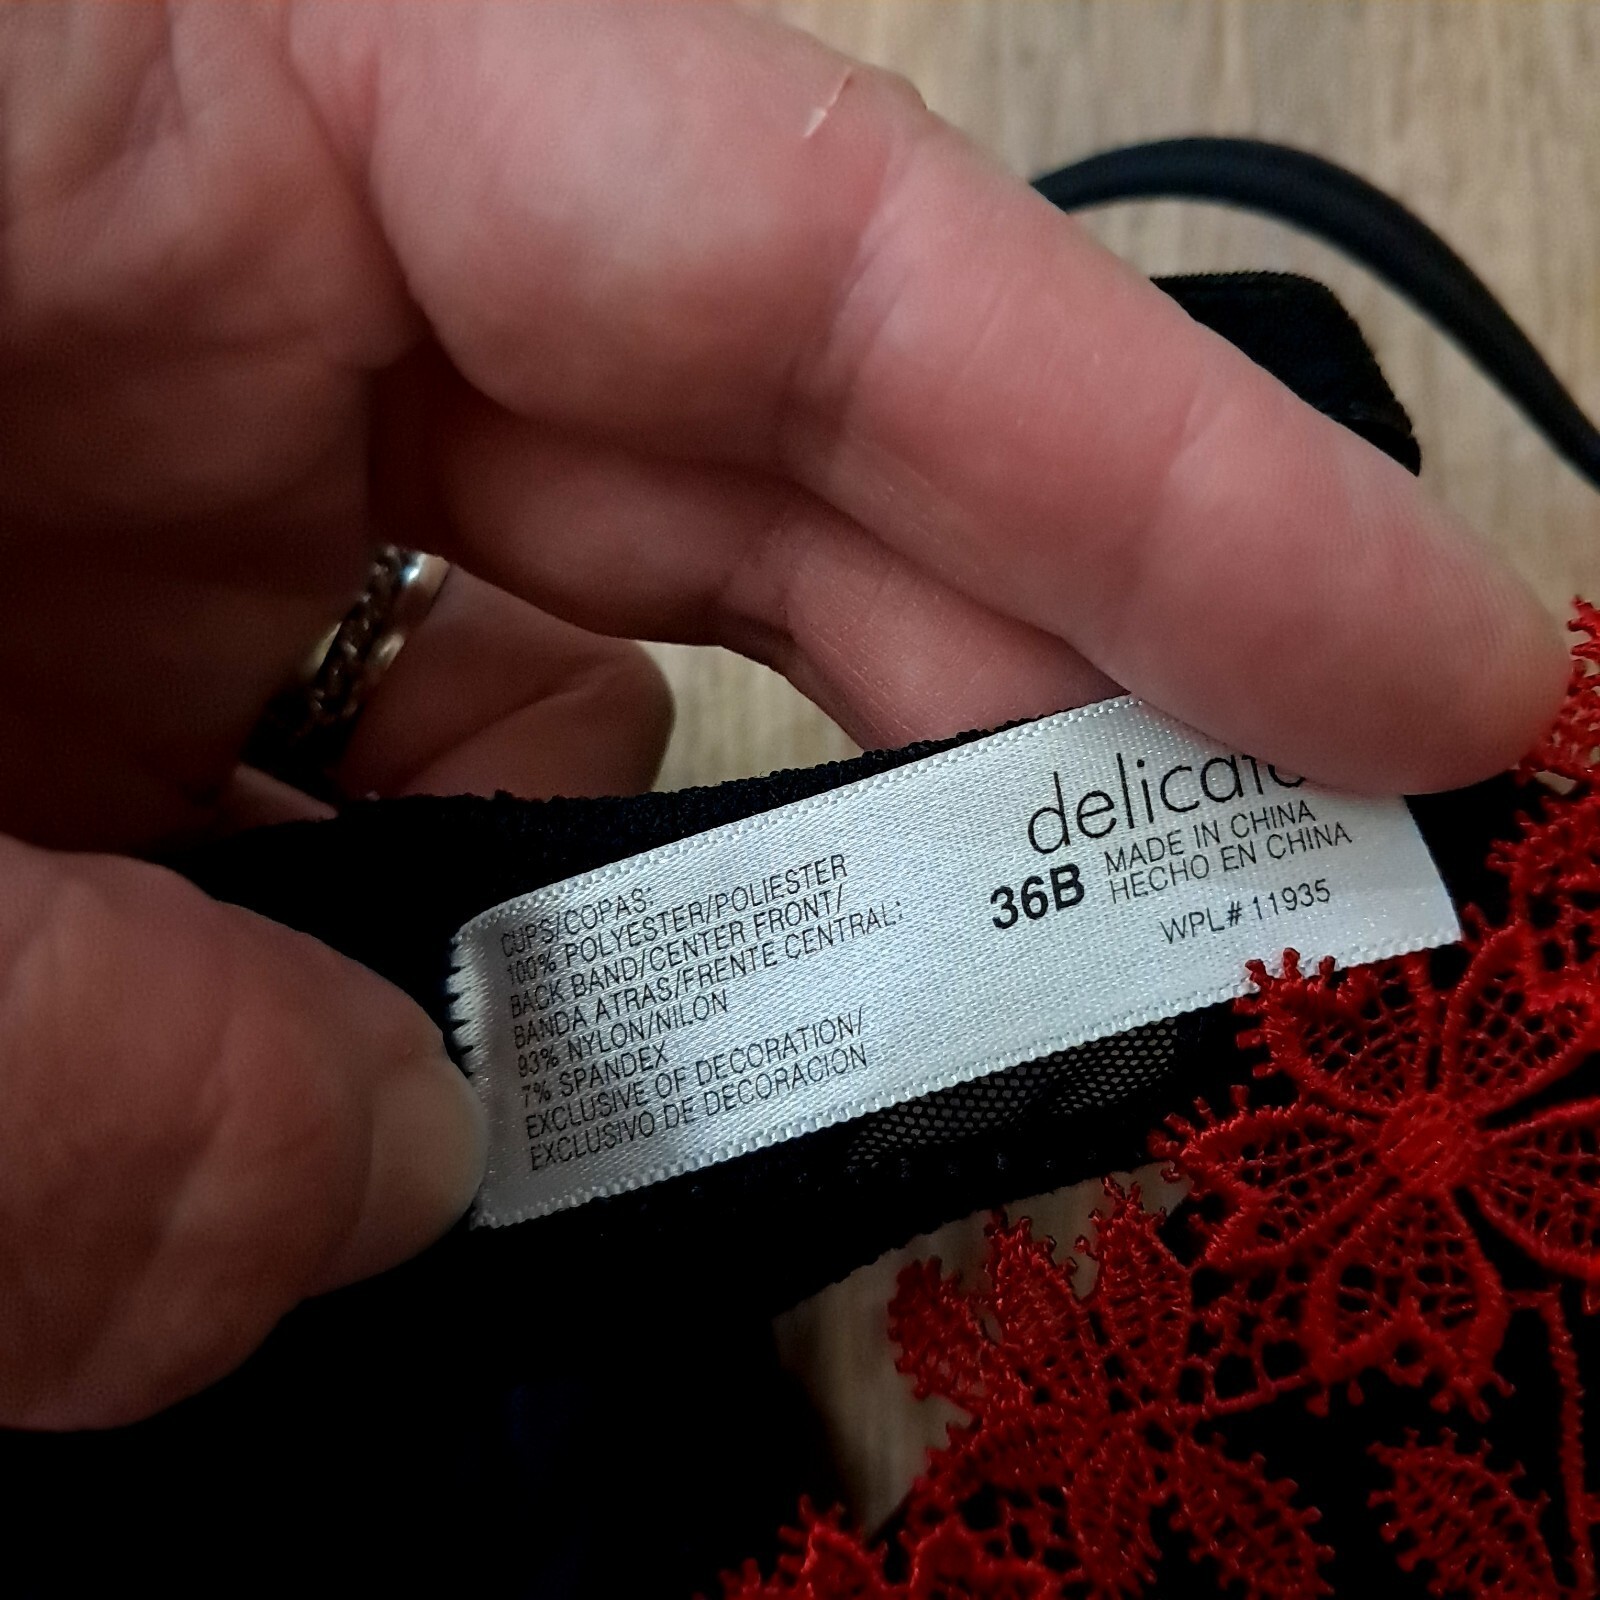 CUPS/COPAS:
100% POLYESTER/POLIESTER
BACK BAND/CENTER FRONT/
BANDA ATRAS/FRENTE CENTRAL:
93% NYLON/NILON
7% SPANDEX
EXCLUSIVE OF DECORATION/
EXCLUSIVO DE DECORACION
36B
MADE IN CHINA
HECHO EN CHINA
WPL# 11935